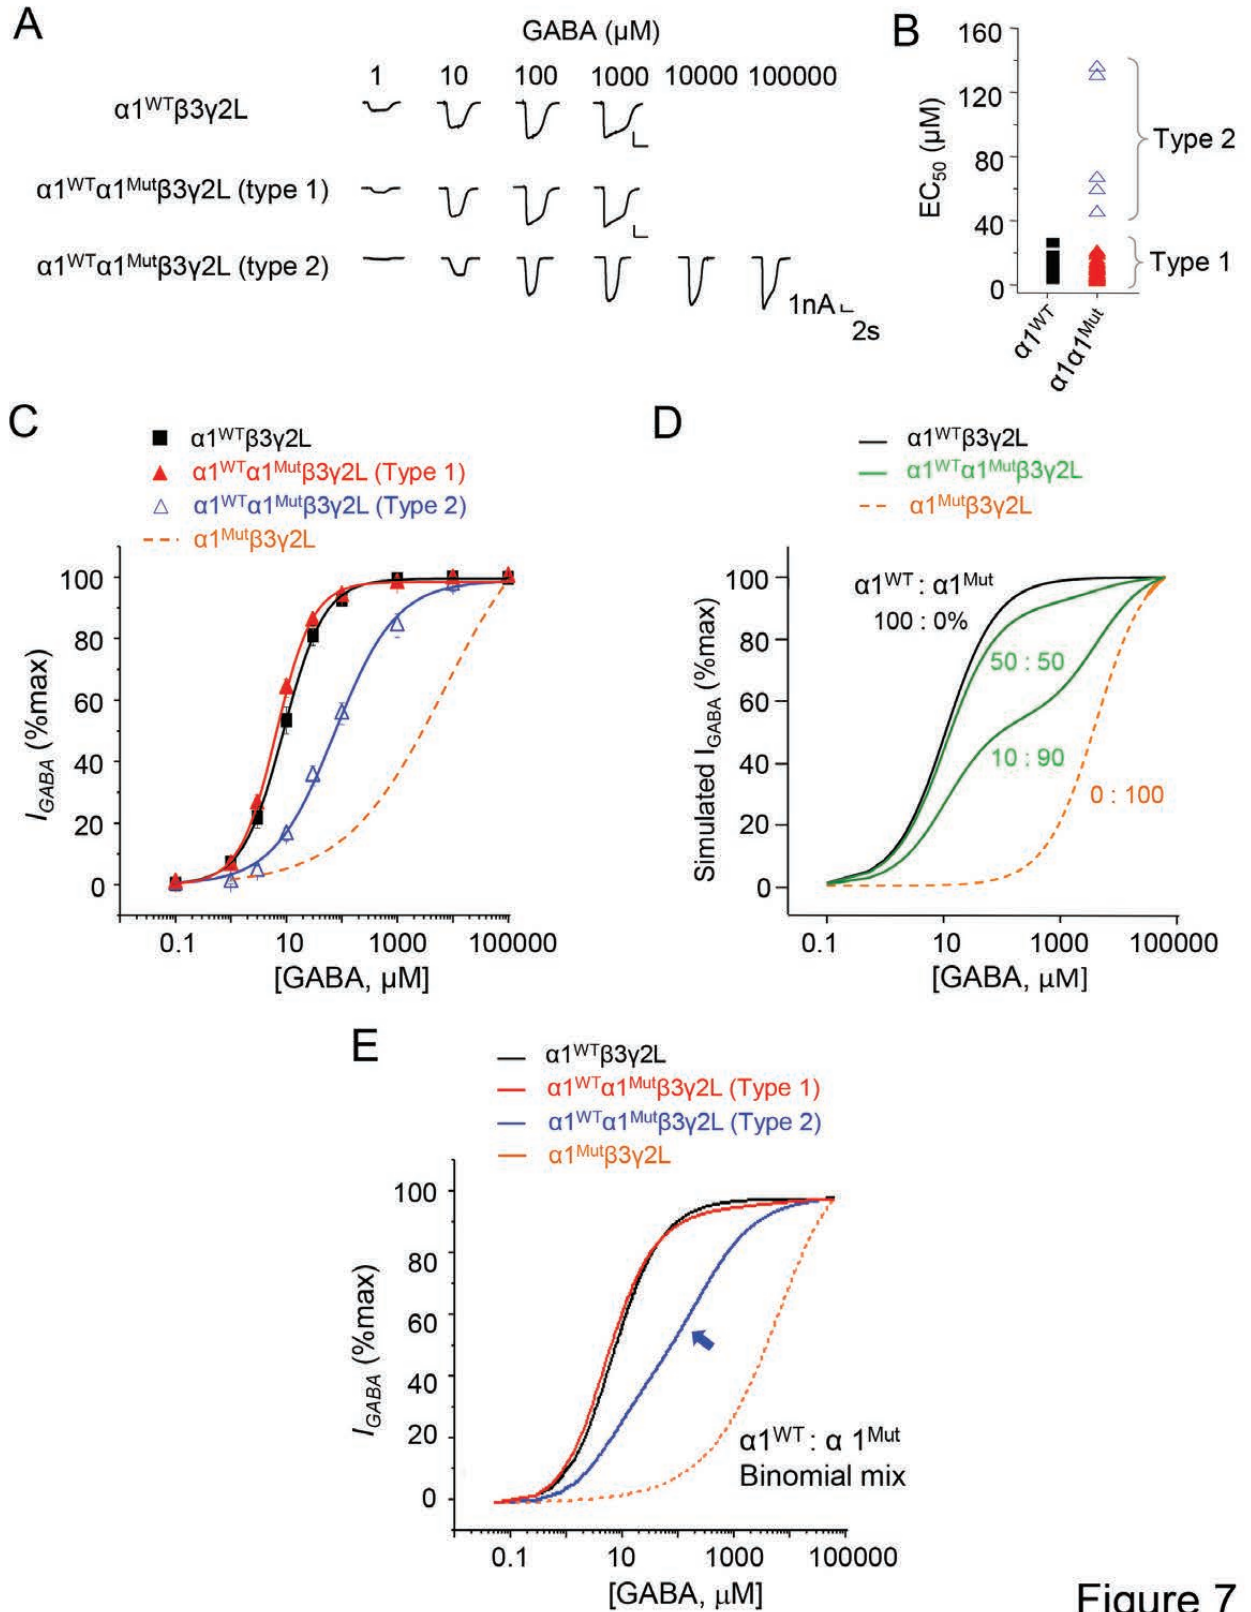 A
GABA (μM)
1 10 100 1000 10000 100000
α1WTβ3γ2L
α1WTα1Mutβ3γ2L (type 1)
α1WTα1Mutβ3γ2L (type 2)
1nA
2s
B
EC50 (μM)
160
120
80
40
0
Type 2
Type 1
α1WT
α1α1Mut
C
α1WTβ3γ2L
α1WTα1Mutβ3γ2L (Type 1)
α1WTα1Mutβ3γ2L (Type 2)
α1Mutβ3γ2L
IGABA (%max)
100
80
60
40
20
0
0.1 10 1000 100000
[GABA, μM]
D
α1WTβ3γ2L
α1WTα1Mutβ3γ2L
α1Mutβ3γ2L
Simulated IGABA (%max)
100
80
60
40
20
0
α1WT : α1Mut
100 : 0%
50 : 50
10 : 90
0 : 100
0.1 10 1000 100000
[GABA, μM]
E
α1WTβ3γ2L
α1WTα1Mutβ3γ2L (Type 1)
α1WTα1Mutβ3γ2L (Type 2)
α1Mutβ3γ2L
IGABA (%max)
100
80
60
40
20
0
α1WT : α 1Mut
Binomial mix
0.1 10 1000 100000
[GABA, μM]
Figure 7